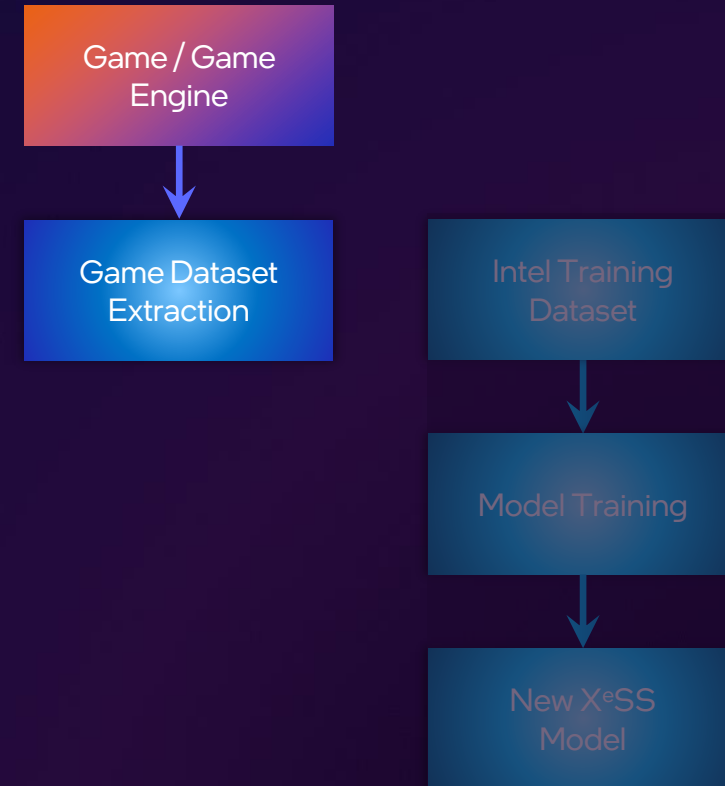 Game / Game
Engine
Game Dataset
Extraction
Intel Training
Dataset
Model Training
New XᵉSS
Model